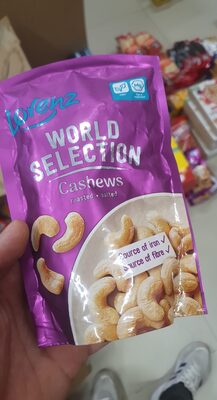 Lorenz
WORLD
SELECTION
Cashews
roasted • salted
Source of iron ✓
Source of fibre ✓